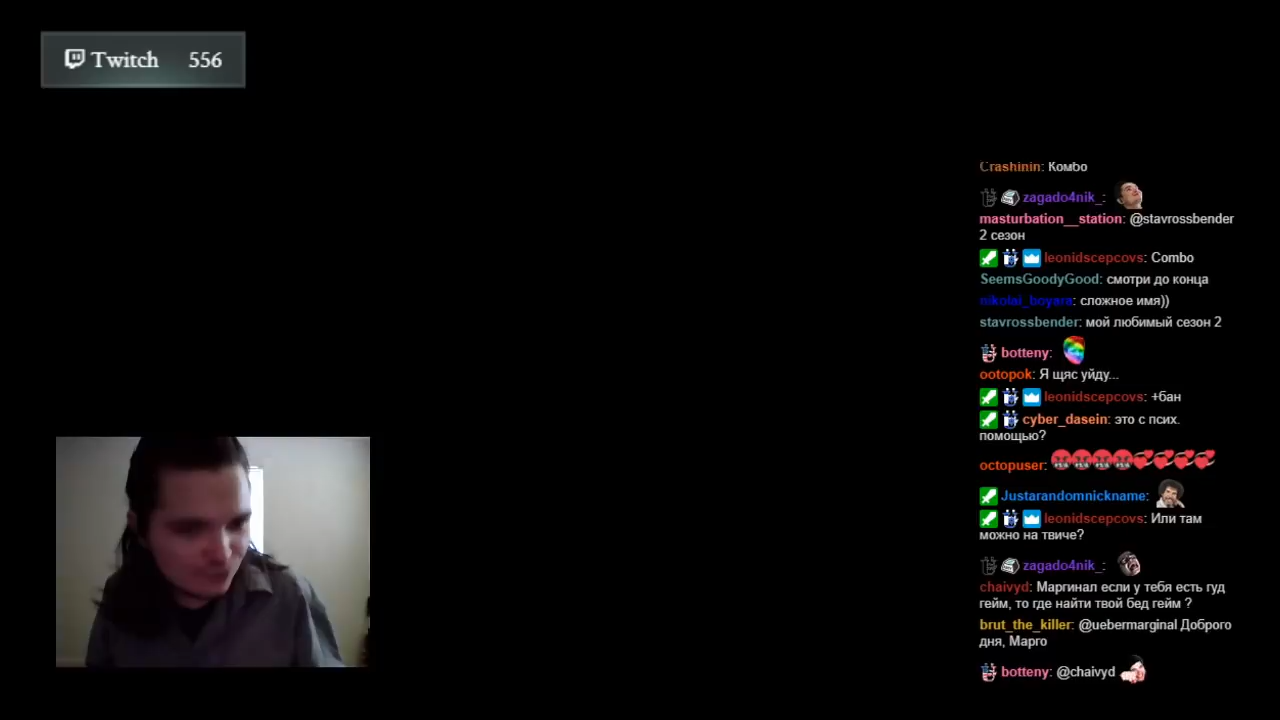 Twitch 556
Crashinin: Комbo
zagado4nik_:
masturbation__station: @stavrossbender
2 сезон
leonidscepcovs: Combo
SeemsGoodyGood: смотри до конца
nikolai_boyara: сложное имя))
stavrossbender: мой любимый сезон 2
botteny:
ootopok: Я щяс уйду...
leonidscepcovs: +бан
cyber_dasein: это с псих.
помощью?
octopuser:
Justarandomnickname:
leonidscepcovs: Или там
можно на твиче?
zagado4nik_:
chaivyd: Маргинал если у тебя есть гуд
гейм, то где найти твой бед гейм ?
brut_the_killer: @uebermarginal Доброго
дня, Марго
botteny: @chaivyd